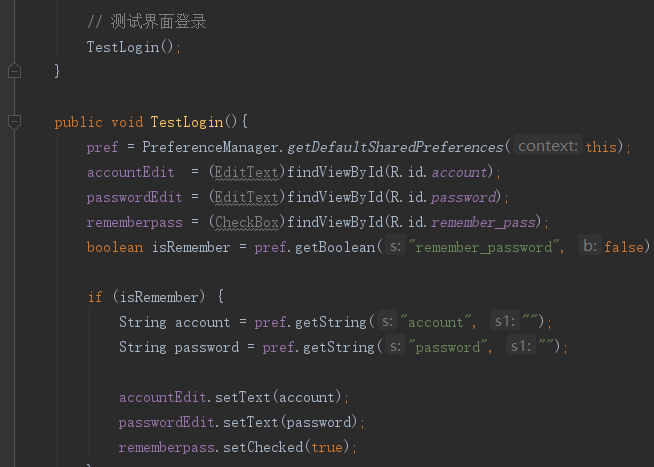 // 测试界面登录
TestLogin();
}
public void TestLogin(){
pref = PreferenceManager.getDefaultSharedPreferences( context: this);
accountEdit  = (EditText)findViewById(R.id.account);
passwordEdit = (EditText)findViewById(R.id.password);
rememberpass = (CheckBox)findViewById(R.id.remember_pass);
boolean isRemember = pref.getBoolean( s: "remember_password", b: false)
if (isRemember) {
String account = pref.getString( s: "account", s1: "");
String password = pref.getString( s: "password", s1: "");
accountEdit.setText(account);
passwordEdit.setText(password);
rememberpass.setChecked(true);